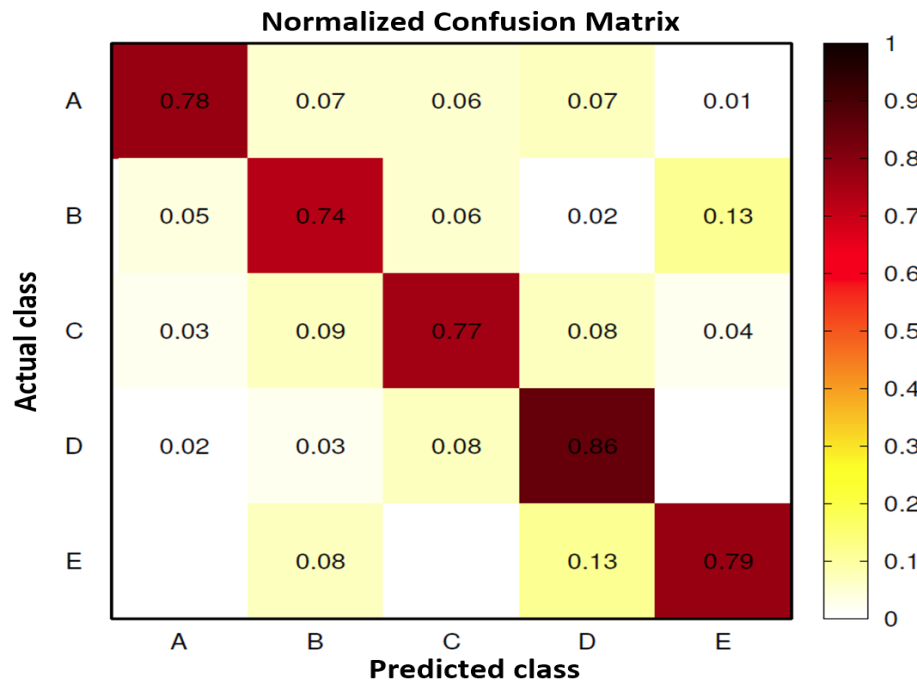 Normalized Confusion Matrix
A 0.78 0.07 0.06 0.07 0.01
B 0.05 0.74 0.06 0.02 0.13
C 0.03 0.09 0.77 0.08 0.04
D 0.02 0.03 0.08 0.86
E 0.08 0.13 0.79
A B C D E
Predicted class
Actual class
1
0.9
0.8
0.7
0.6
0.5
0.4
0.3
0.2
0.1
0